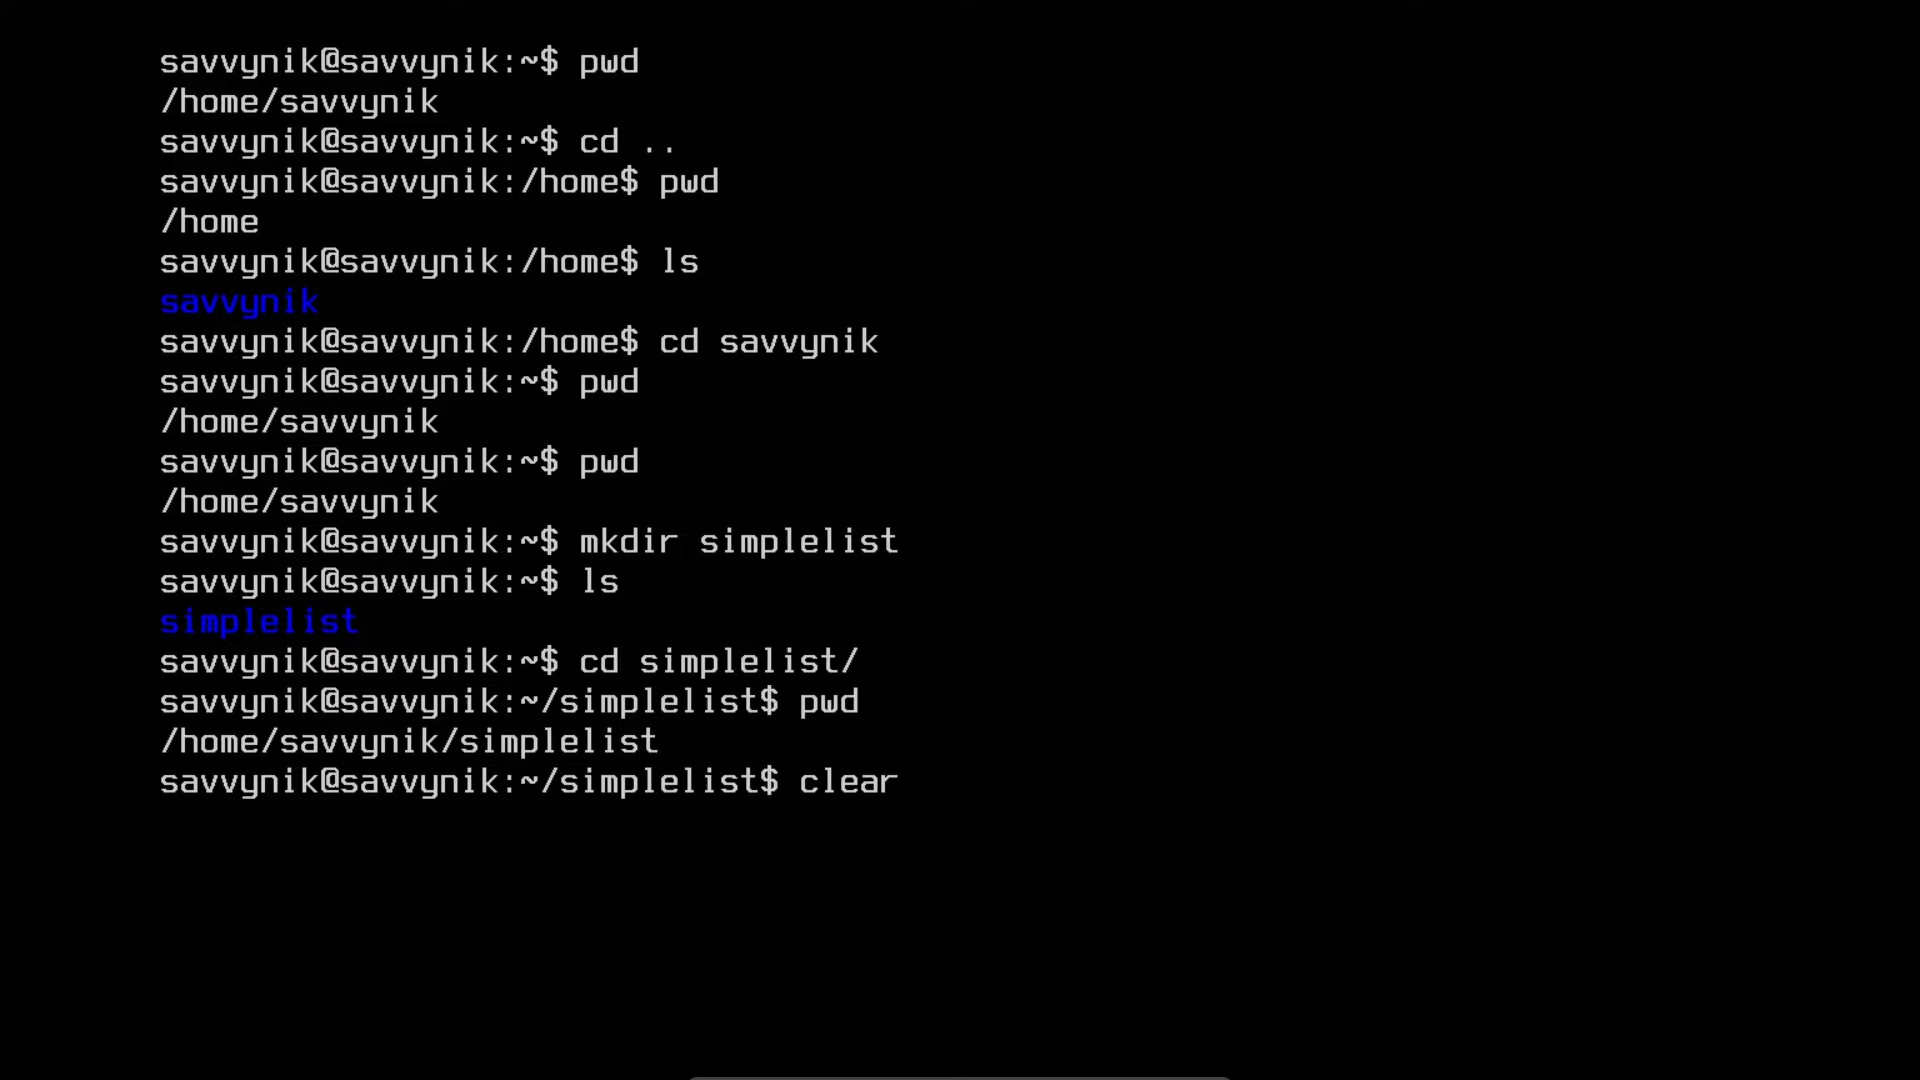 savvynik@savvynik:~$ pwd
/home/savvynik
savvynik@savvynik:~$ cd ..
savvynik@savvynik:/home$ pwd
/home
savvynik@savvynik:/home$ ls
savvynik
savvynik@savvynik:/home$ cd savvynik
savvynik@savvynik:~$ pwd
/home/savvynik
savvynik@savvynik:~$ pwd
/home/savvynik
savvynik@savvynik:~$ mkdir simplelist
savvynik@savvynik:~$ ls
simplelist
savvynik@savvynik:~$ cd simplelist/
savvynik@savvynik:~/simplelist$ pwd
/home/savvynik/simplelist
savvynik@savvynik:~/simplelist$ clear